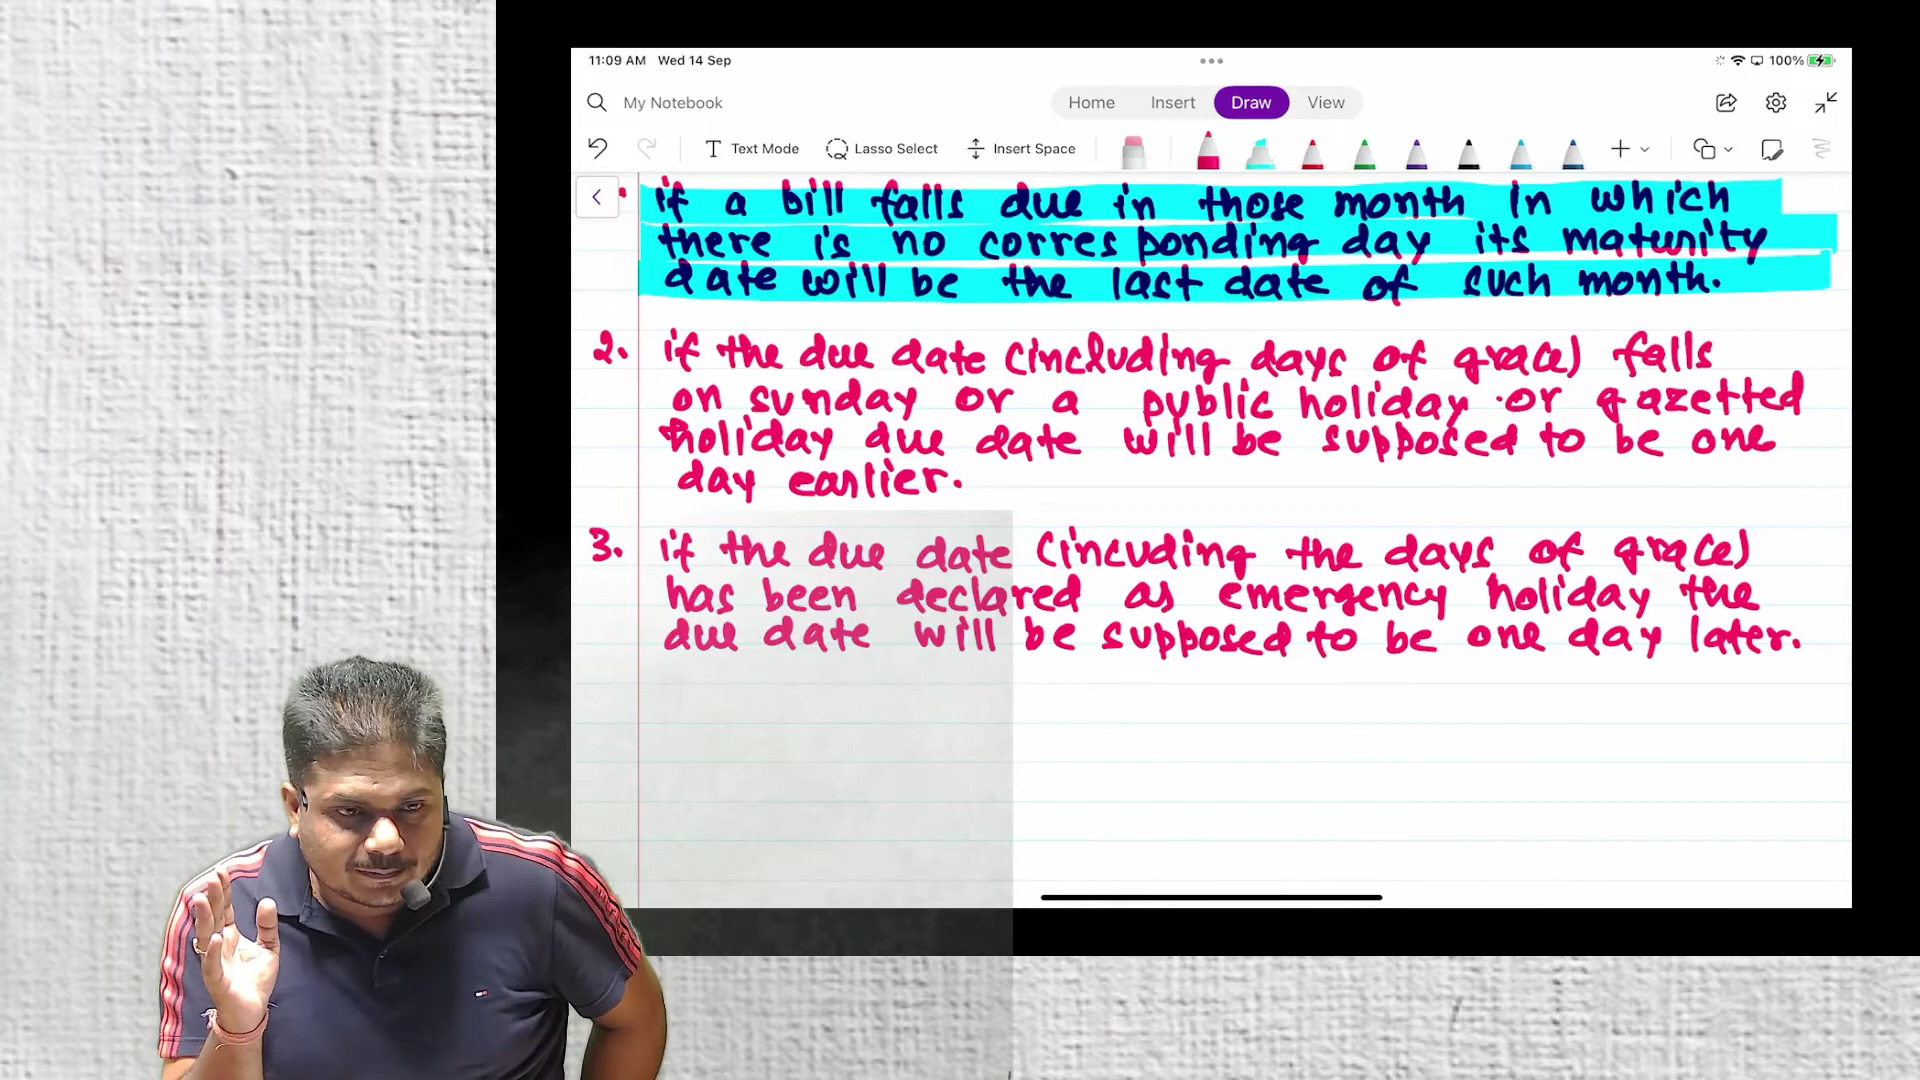 11:09 AM Wed 14 Sep
100%
My Notebook
Home Insert Draw View
Text Mode Lasso Select Insert Space
if a bill falls due in those month in which
there is no corres ponding day its maturity
date will be the last date of such month.
2. if the due date (including days of grace) falls
on sunday or a public holiday or gazetted
holiday due date will be supposed to be one
day earlier.
3. if the due date (incuding the days of grace)
has been declared as emergency holiday the
due date will be supposed to be one day later.